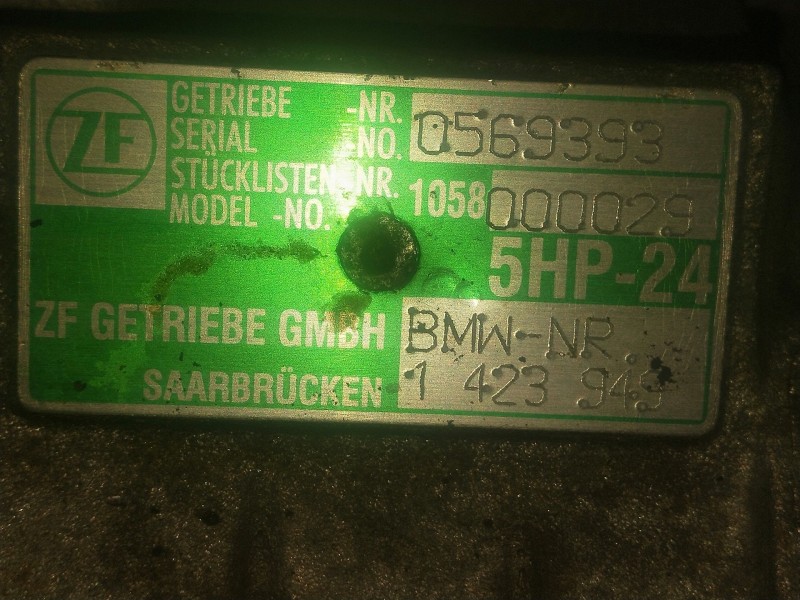 ZF
GETRIEBE -NR.
SERIAL -NO. 0569393
STÜCKLISTEN -NR.
MODEL -NO. 1058 000029
5HP-24
ZF GETRIEBE GMBH BMW-NR.
SAARBRÜCKEN 1 423 949